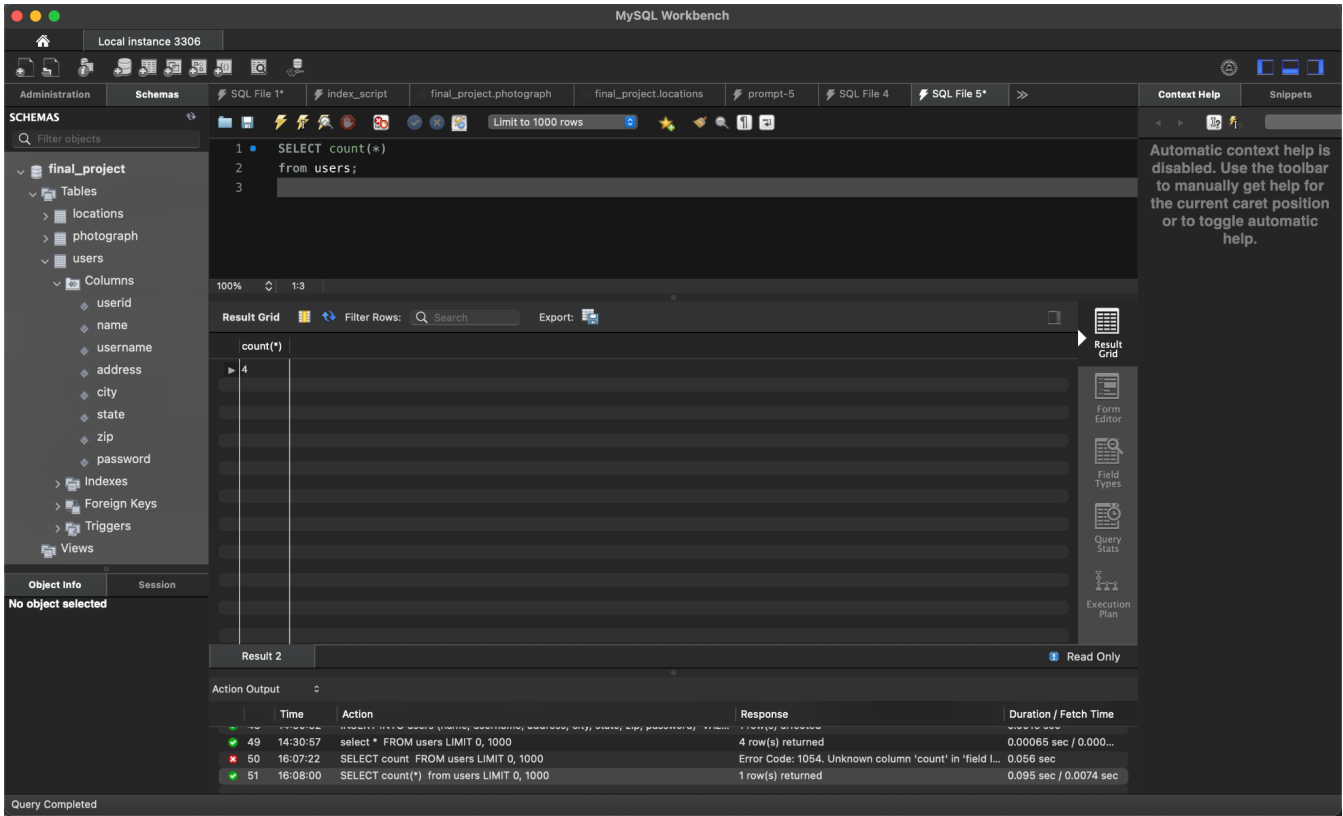 MySQL Workbench
Local instance 3306
Administration Schemas
SQL File 1* index_script final_project.photograph final_project.locations prompt-5 SQL File 4 SQL File 5*
Context Help Snippets
SCHEMAS
Filter objects
Limit to 1000 rows
final_project
Tables
locations
photograph
users
Columns
userid
name
username
address
city
state
zip
password
Indexes
Foreign Keys
Triggers
Views
Object Info Session
No object selected
1 SELECT count(*)
2 from users;
3
100% 1:3
Result Grid Filter Rows: Search Export:
count(*)
4
Result
Grid
Form
Editor
Field
Types
Query
Stats
Execution
Plan
Result 2 Read Only
Automatic context help is
disabled. Use the toolbar
to manually get help for
the current caret position
or to toggle automatic
help.
Action Output
Time Action Response Duration / Fetch Time
49 14:30:57 select * FROM users LIMIT 0, 1000 4 row(s) returned 0.00065 sec / 0.000...
50 16:07:22 SELECT count FROM users LIMIT 0, 1000 Error Code: 1054. Unknown column 'count' in 'field l... 0.056 sec
51 16:08:00 SELECT count(*) from users LIMIT 0, 1000 1 row(s) returned 0.095 sec / 0.0074 sec
Query Completed